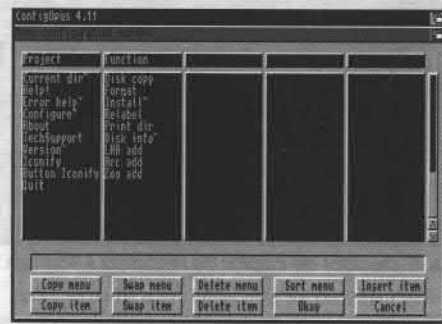 ConfigOpus 4.11
Project Function
Current dir~ Disk copy
Help! Format
Error help~ Install~
Configure~ Relabel
About Print dir
TechSupport Disk info~
Version~ LHA add
Iconify Arc add
Button Iconify Zoo add
Quit
Copy menu Swap menu Delete menu Sort menu Insert item
Copy item Swap item Delete item Okay Cancel